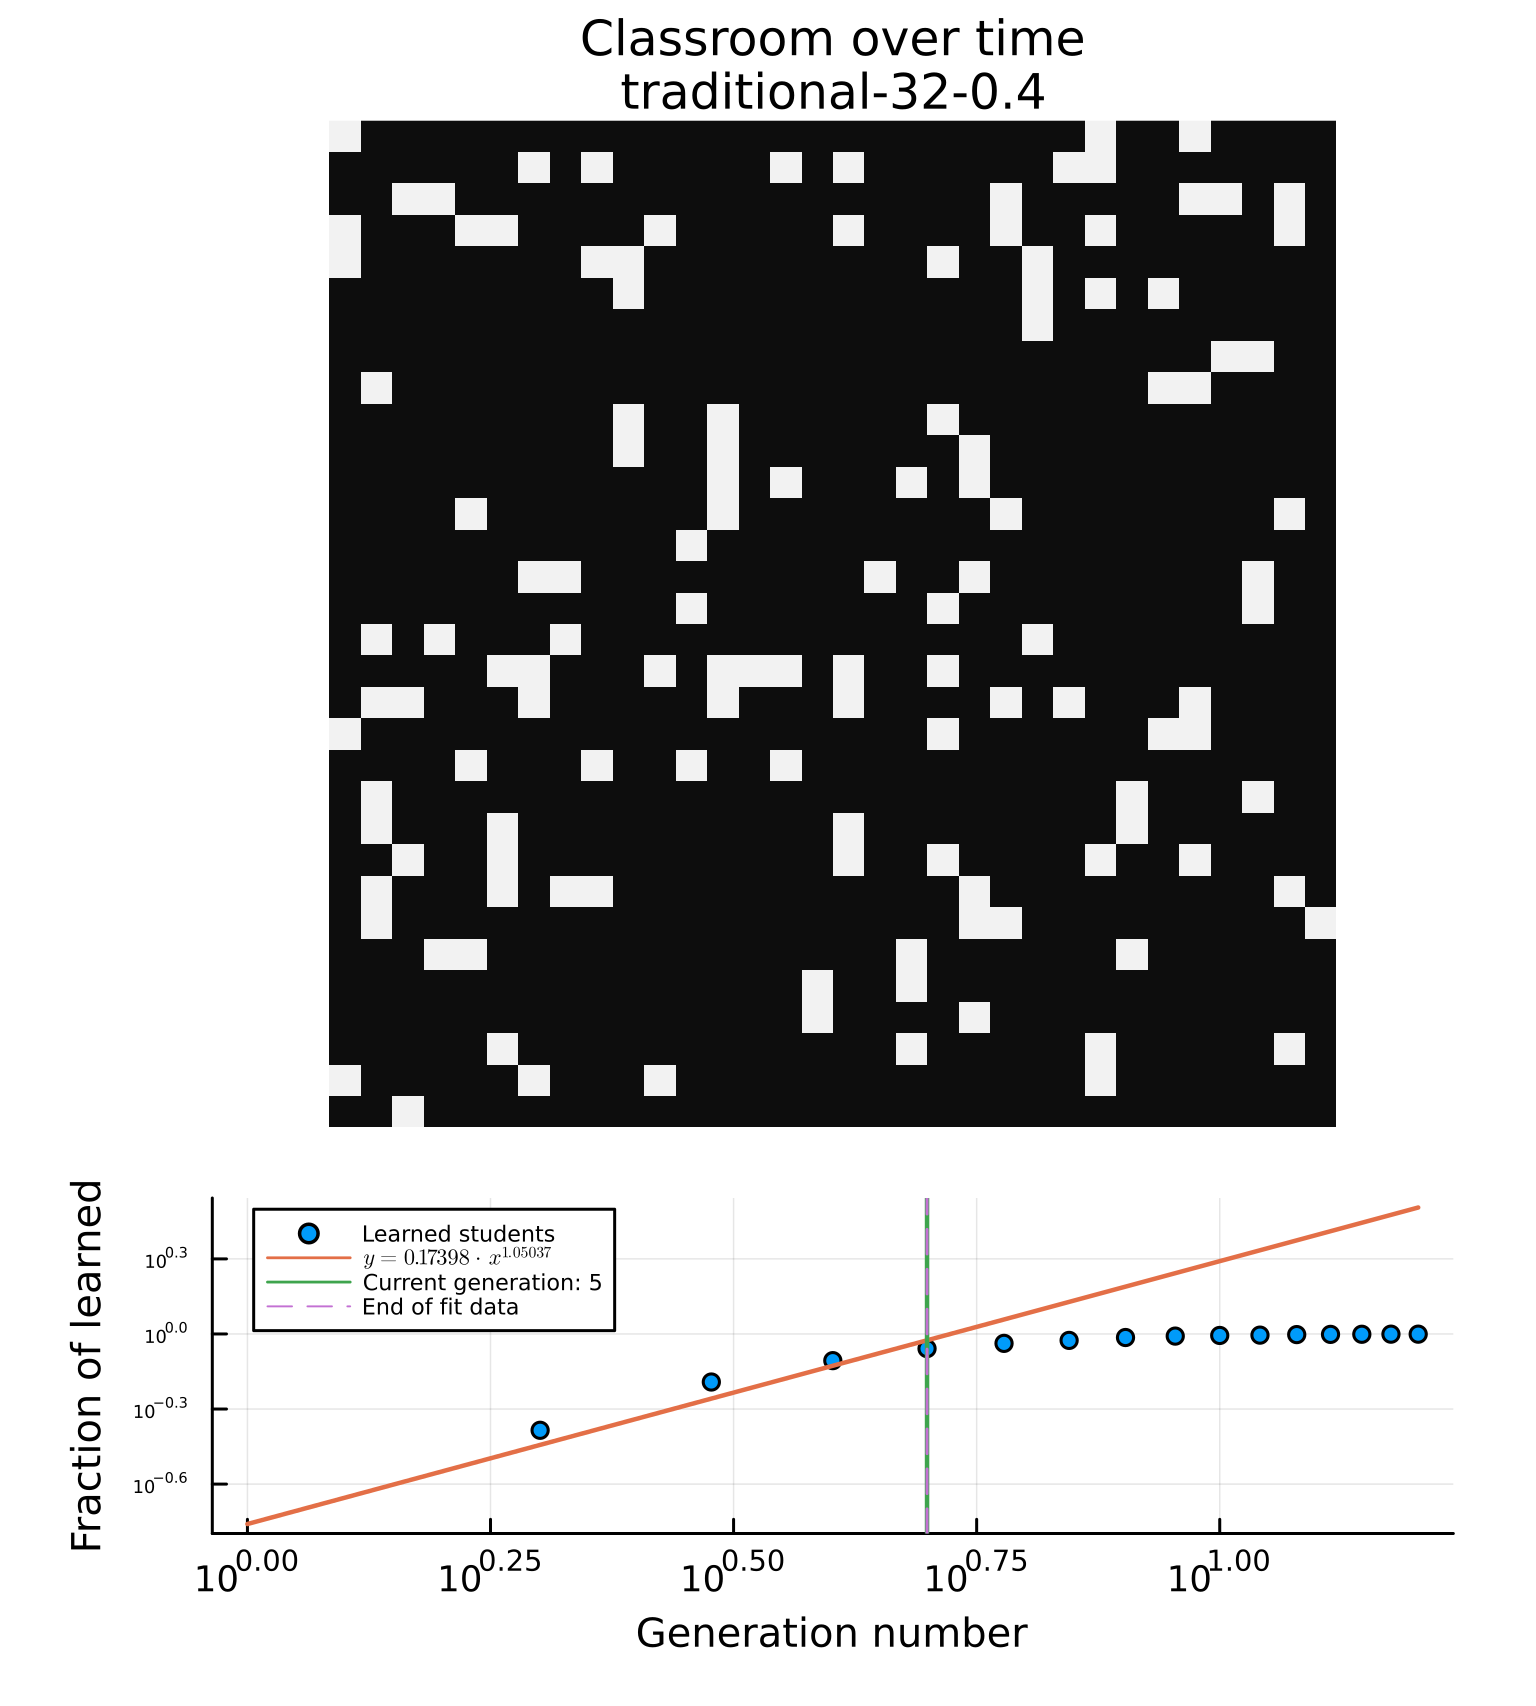 Classroom over time
traditional-32-0.4
Fraction of learned
10^0.3
10^0.0
10^−0.3
10^−0.6
Learned students
y = 0.17398 · x^1.05037
Current generation: 5
End of fit data
10^0.00 10^0.25 10^0.50 10^0.75 10^1.00
Generation number